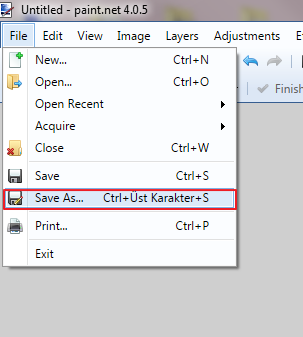 Untitled - paint.net 4.0.5
File Edit View Image Layers Adjustments
New... Ctrl+N
Open... Ctrl+O
Open Recent
Acquire
Close Ctrl+W
Finish
Save Ctrl+S
Save As... Ctrl+Üst Karakter+S
Print... Ctrl+P
Exit